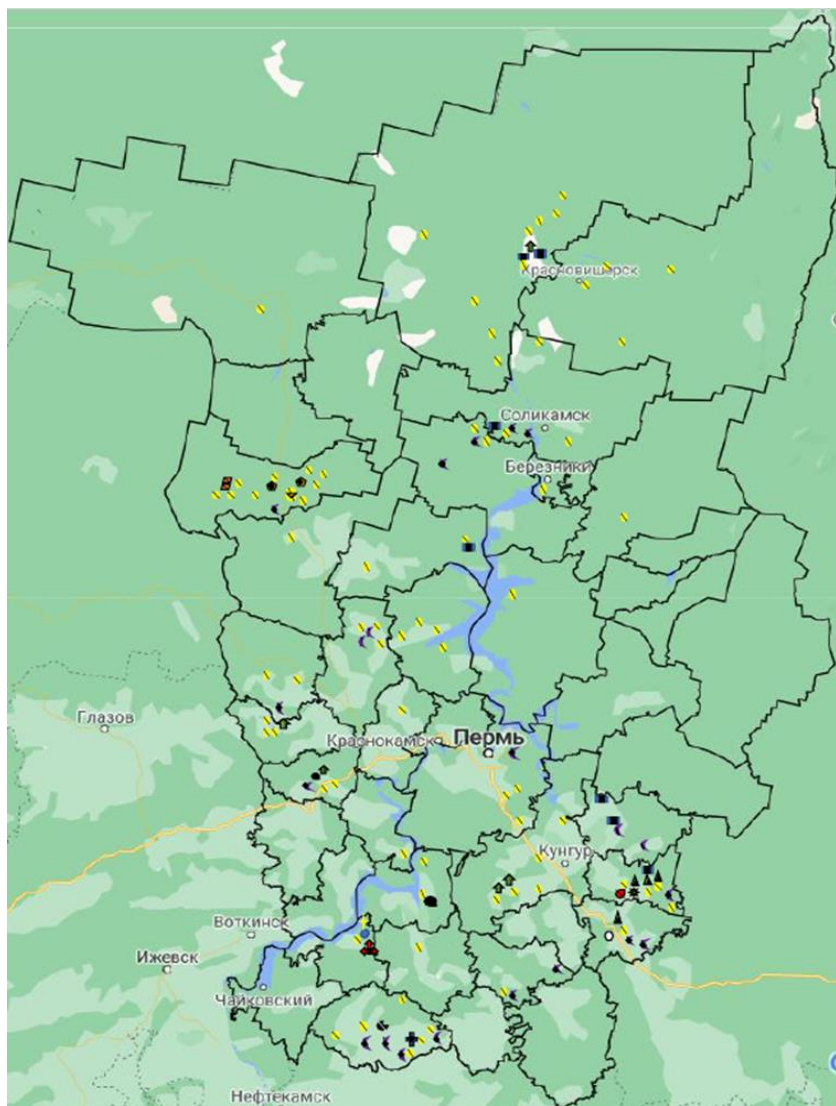 Красновишерск
Соликамск
Березники
Глазов
Краснокамск
Пермь
Кунгур
Воткинск
Ижевск
Чайковский
Нефтекамск